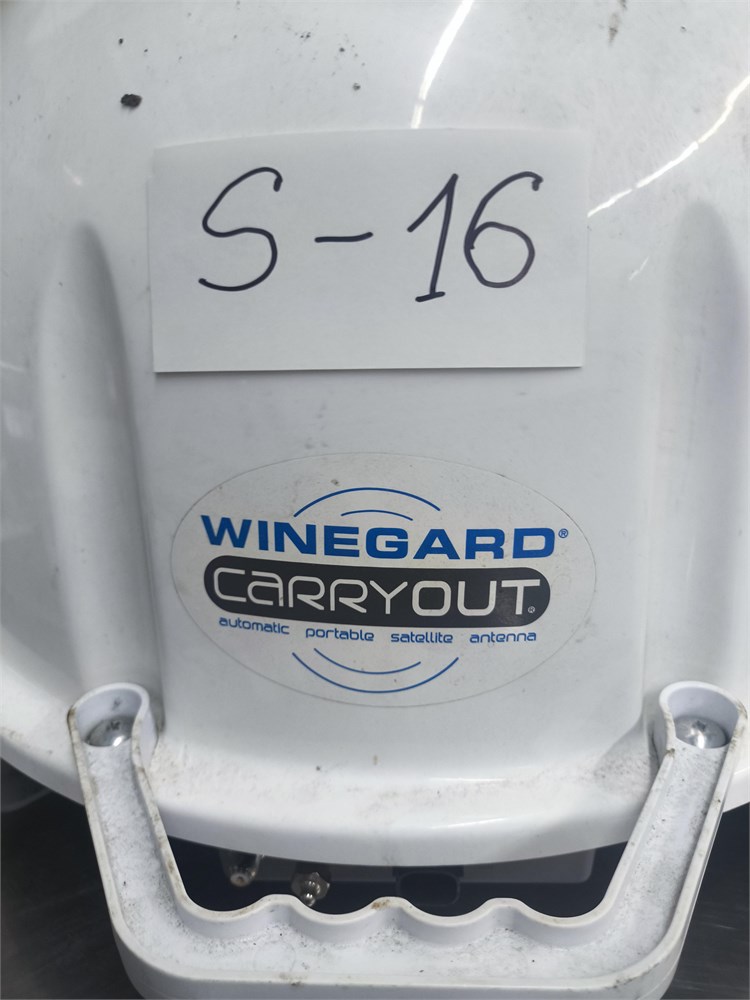 S-16
WINEGARD®
CARRYOUT®
automatic portable satellite antenna